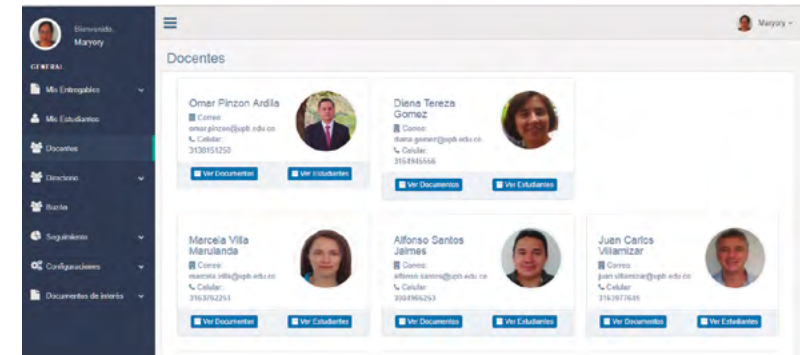 Bienvenido,
Maryory
GENERAL
Mis Entregables
Mis Estudiantes
Docentes
Directorio
Buzón
Seguimiento
Configuraciones
Documentos de interés
Maryory
Docentes
Omar Pinzon Ardila
Correo:
omar.pinzon@upb.edu.co
Celular:
Ver Documentos
Ver Estudiantes
Diana Tereza
Gomez
Correo:
diana.gomez@upb.edu.co
Celular:
Ver Documentos
Ver Estudiantes
Marcela Villa
Marulanda
Correo:
marcela.villa@upb.edu.co
Celular:
Ver Documentos
Ver Estudiantes
Alfonso Santos
Jaimes
Correo:
alfonso.santos@upb.edu.co
Celular:
Ver Documentos
Ver Estudiantes
Juan Carlos
Villamizar
Correo:
juan.villamizar@upb.edu.co
Celular:
Ver Documentos
Ver Estudiantes